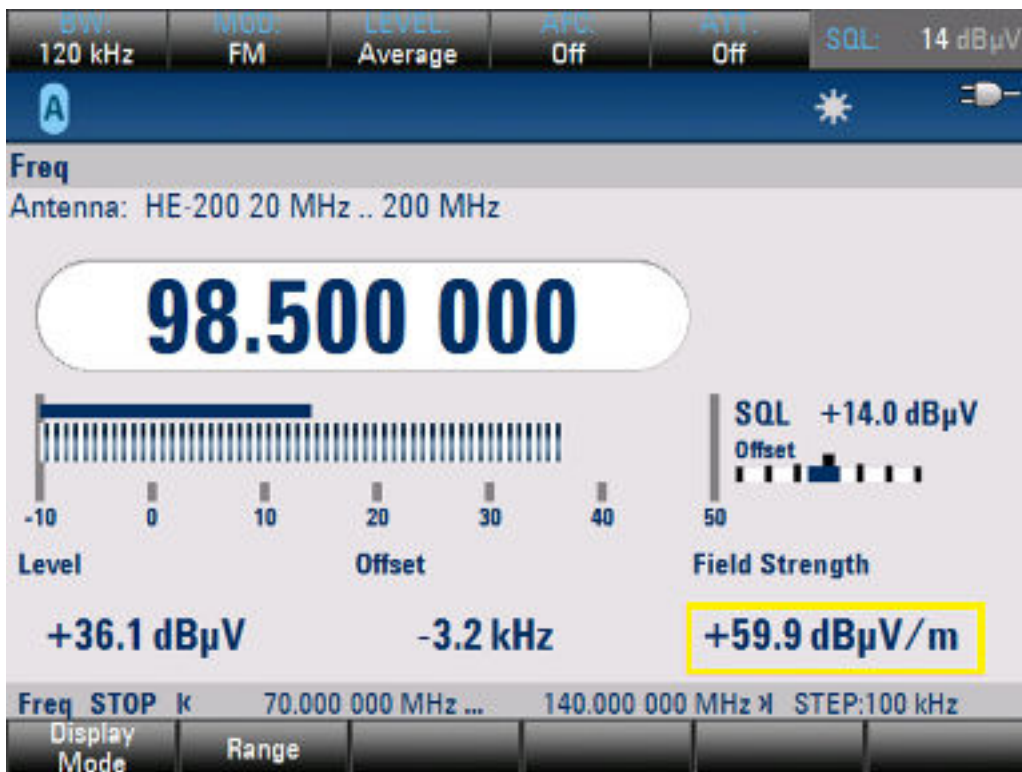 BW: MOD: LEVEL: AFC: ATT: SQL: 14 dBµV
120 kHz FM Average Off Off
A
Freq
Antenna: HE-200 20 MHz .. 200 MHz
98.500 000
SQL +14.0 dBµV
Offset
-10 0 10 20 30 40 50
Level Offset Field Strength
+36.1 dBµV -3.2 kHz +59.9 dBµV/m
Freq STOP 70.000 000 MHz ... 140.000 000 MHz STEP:100 kHz
Display Range
Mode